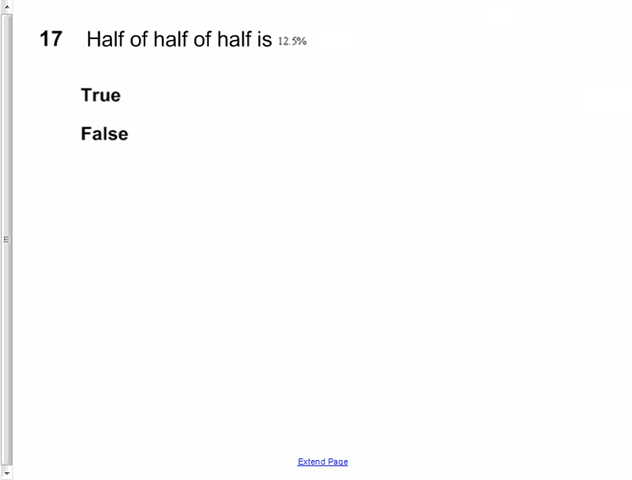 17 Half of half of half is 12.5%
True
False
Extend Page